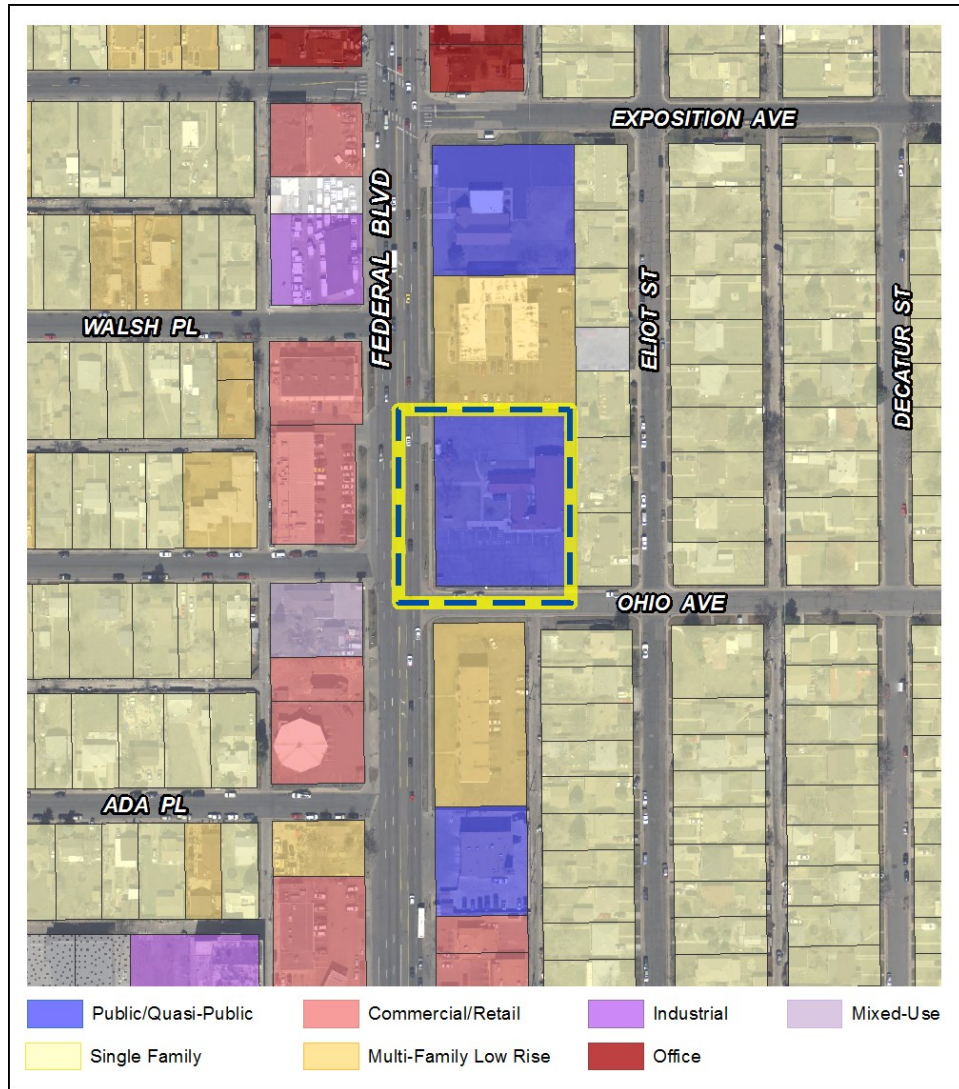 EXPOSITION AVE
FEDERAL BLVD
ELIOT ST
WALSH PL
DECATUR ST
OHIO AVE
ADA PL
Public/Quasi-Public
Commercial/Retail
Industrial
Mixed-Use
Single Family
Multi-Family Low Rise
Office